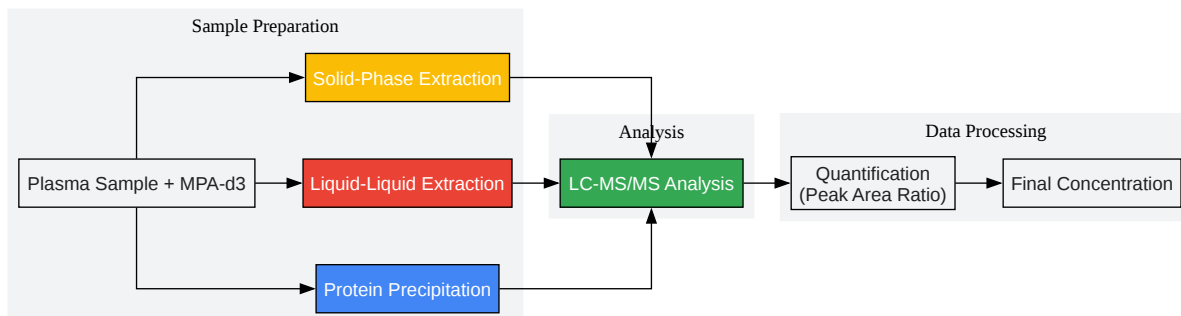 Sample Preparation
Solid-Phase Extraction
Plasma Sample + MPA-d3
Liquid-Liquid Extraction
Protein Precipitation
Analysis
LC-MS/MS Analysis
Data Processing
Quantification
(Peak Area Ratio)
Final Concentration